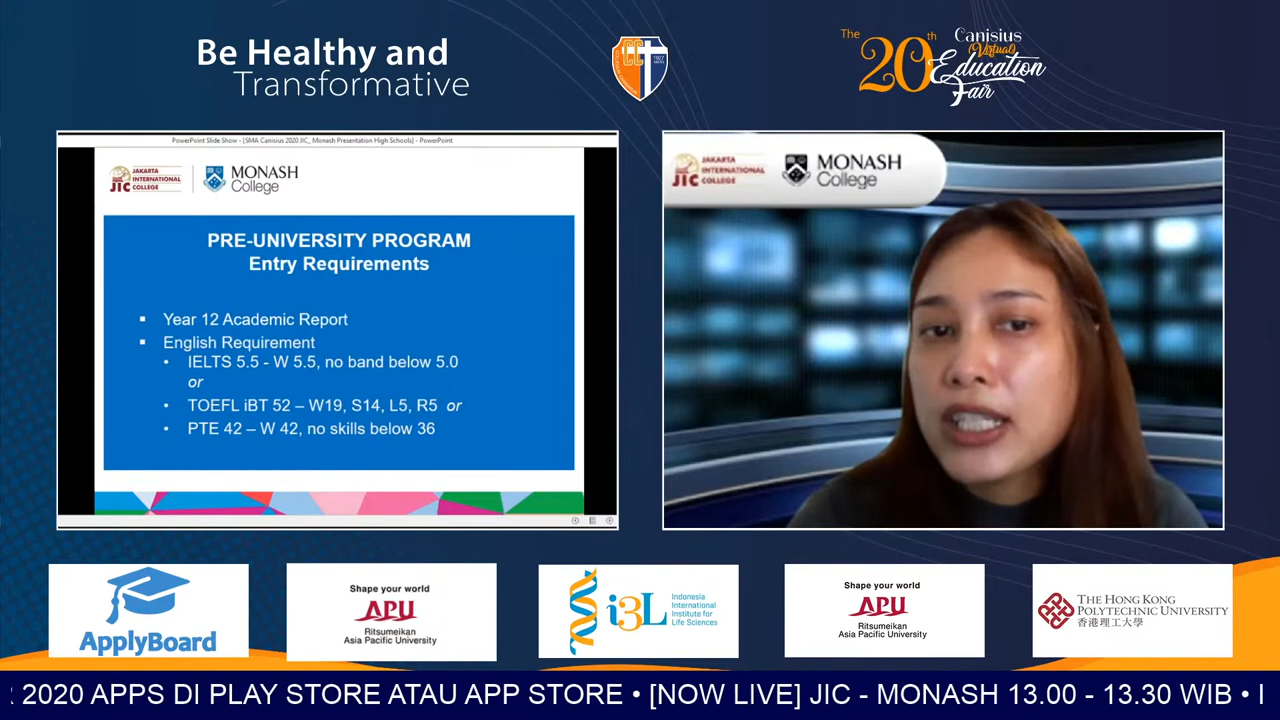 Be Healthy and
Transformative
CC
The 20th Canisius
(Virtual)
Education
Fair
PowerPoint Slide Show - [SMA Canisius 2020 JIC_ Monash Presentation High Schools] - PowerPoint
JIC JAKARTA
INTERNATIONAL
COLLEGE
MONASH
College
PRE-UNIVERSITY PROGRAM
Entry Requirements
▪ Year 12 Academic Report
▪ English Requirement
• IELTS 5.5 - W 5.5, no band below 5.0
or
• TOEFL iBT 52 – W19, S14, L5, R5 or
• PTE 42 – W 42, no skills below 36
JIC JAKARTA
INTERNATIONAL
COLLEGE
MONASH
College
ApplyBoard
Shape your world
APU
Ritsumeikan
Asia Pacific University
i3L Indonesia
International
Institute for
Life Sciences
Shape your world
APU
Ritsumeikan
Asia Pacific University
THE HONG KONG
POLYTECHNIC UNIVERSITY
香港理工大學
2020 APPS DI PLAY STORE ATAU APP STORE • [NOW LIVE] JIC - MONASH 13.00 - 13.30 WIB •